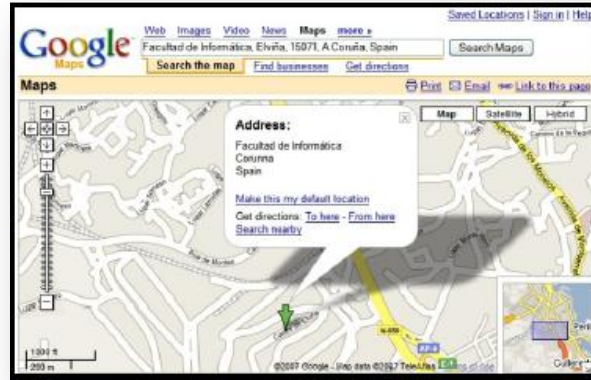 Saved Locations | Sign in | Help
Google
Maps
Web Images Video News Maps more »
Facultad de Informática, Elviña, 15071, A Coruña, Spain
Search Maps
Search the map Find businesses Get directions
Maps
Print Email Link to this page
Map Satellite Hybrid
Address:
Facultad de Informática
Corunna
Spain
Make this my default location
Get directions: To here - From here
Search nearby
AP-9
1000 ft
200 m
©2007 Google - Map data ©2007 TeleAtlas